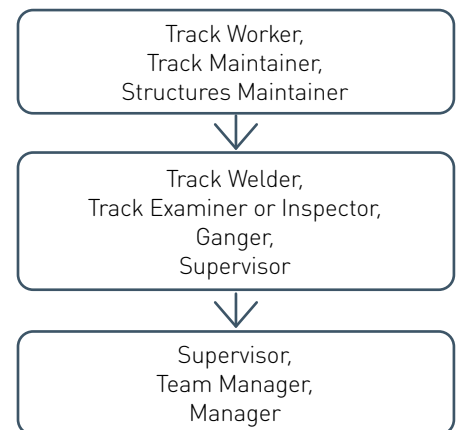 Track Worker,
Track Maintainer,
Structures Maintainer
Track Welder,
Track Examiner or Inspector,
Ganger,
Supervisor
Supervisor,
Team Manager,
Manager